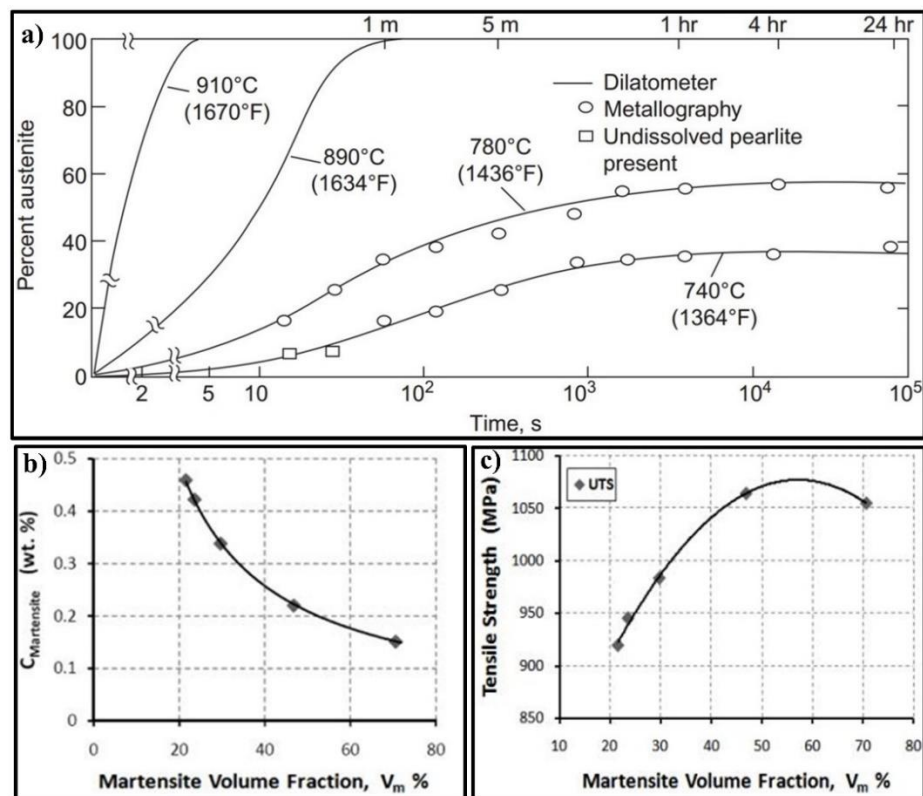 a)
1 m 5 m 1 hr 4 hr 24 hr
100
80
60
40
20
0
Percent austenite
910°C
(1670°F)
890°C
(1634°F)
780°C
(1436°F)
740°C
(1364°F)
Dilatometer
Metallography
Undissolved pearlite
present
2 5 10 10² 10³ 10⁴ 10⁵
Time, s
b)
0.5
0.4
0.3
0.2
0.1
0
C Martensite (wt. %)
0 20 40 60 80
Martensite Volume Fraction, Vm %
c)
UTS
1100
1050
1000
950
900
850
Tensile Strength (MPa)
10 20 30 40 50 60 70 80
Martensite Volume Fraction, Vm %